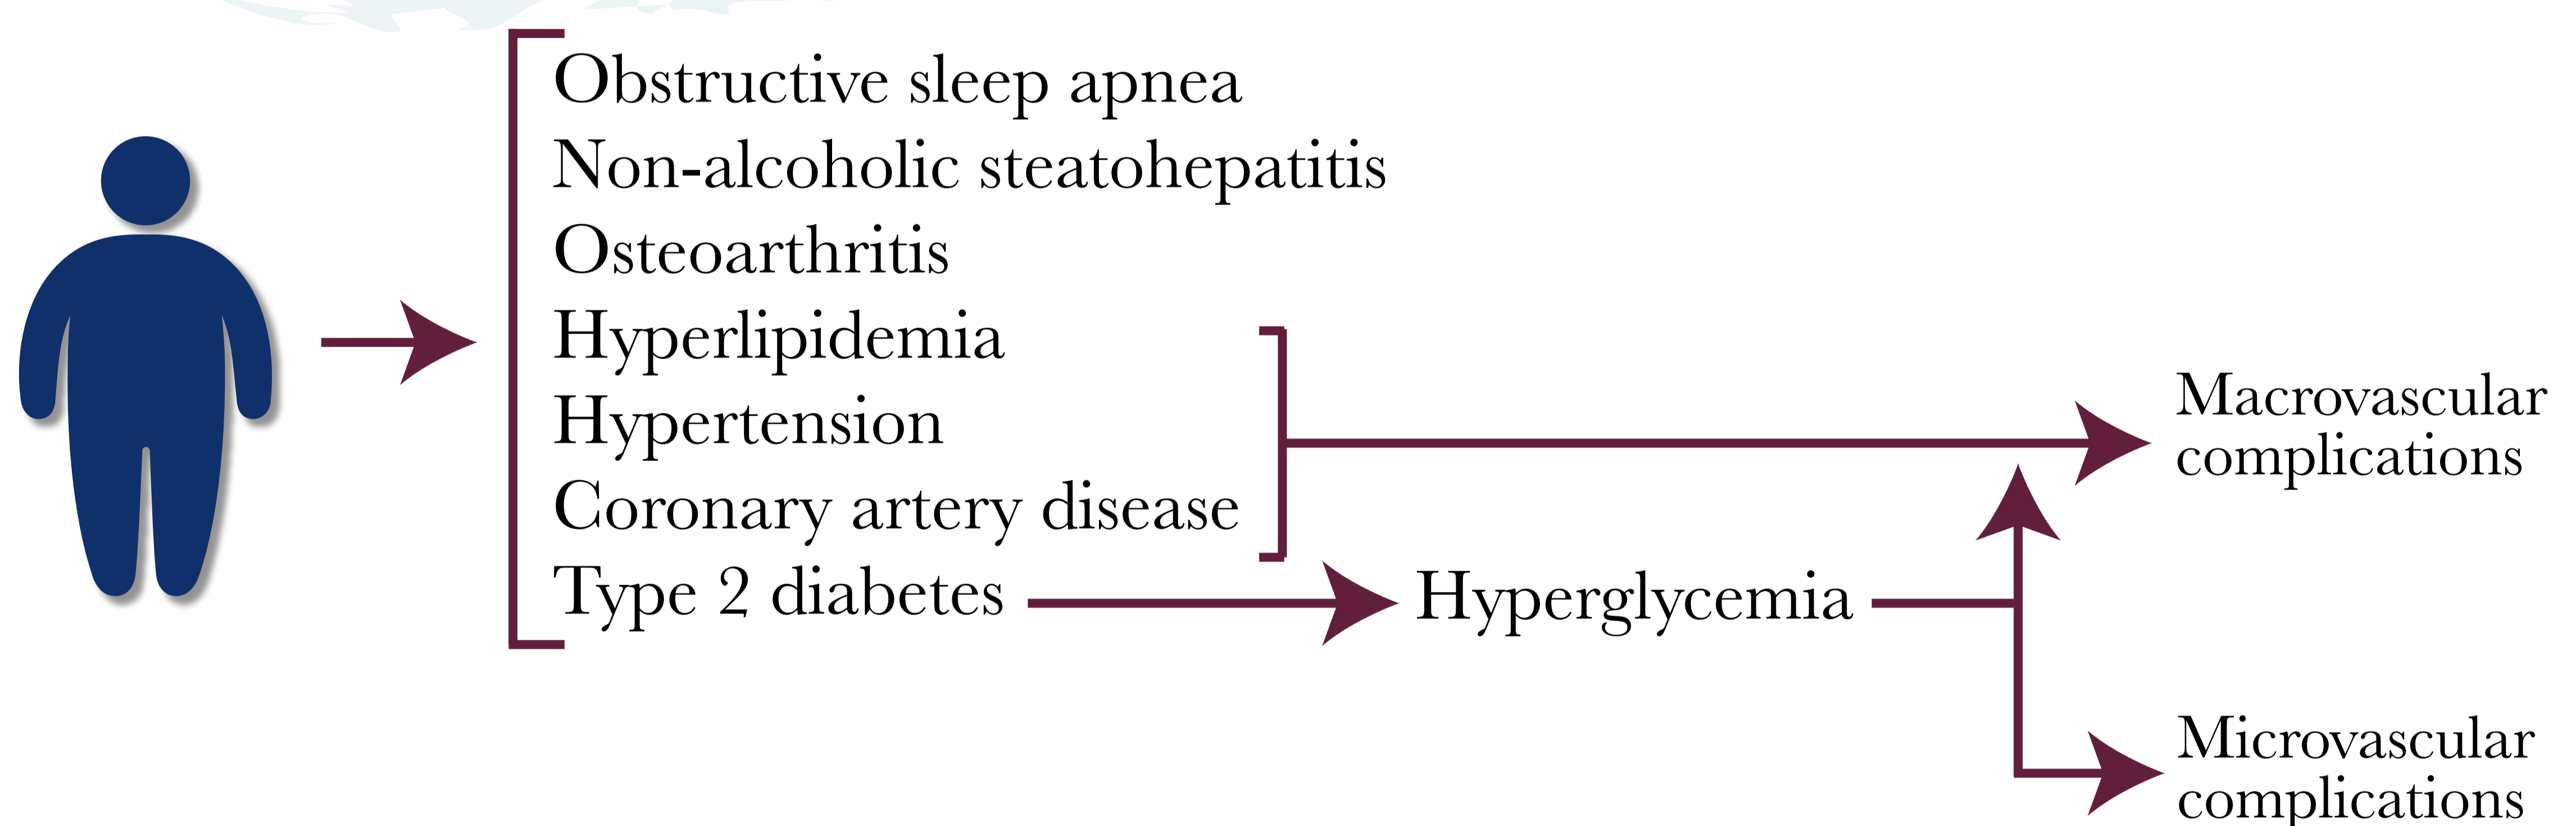 Obstructive sleep apnea
Non-alcoholic steatohepatitis
Osteoarthritis
Hyperlipidemia
Hypertension
Coronary artery disease
Type 2 diabetes
Hyperglycemia
Macrovascular
complications
Microvascular
complications